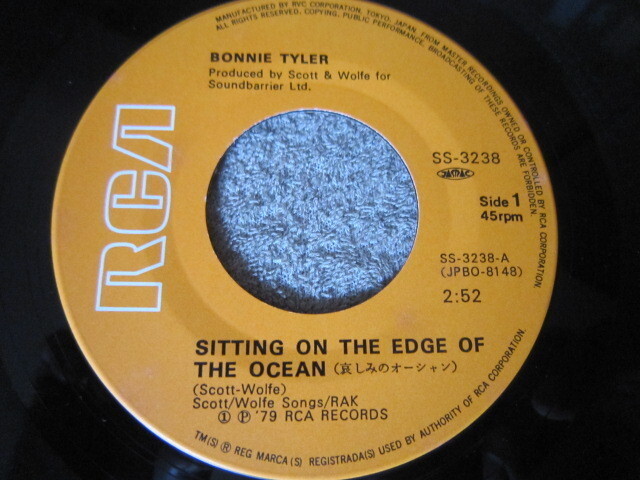 MANUFACTURED BY RVC CORPORATION, TOKYO, JAPAN. FROM MASTER RECORDINGS OWNED OR CONTROLLED BY RCA CORPORATION.
ALL RIGHTS RESERVED, COPYING, PUBLIC PERFORMANCE, BROADCASTING OF THESE RECORDS ARE FORBIDDEN.
BONNIE TYLER
Produced by Scott & Wolfe for
Soundbarrier Ltd.
RCA
SS-3238
JASRAC
Side 1
45rpm
SS-3238-A
(JPBO-8148)
2:52
SITTING ON THE EDGE OF
THE OCEAN (哀しみのオーシャン)
(Scott-Wolfe)
Scott/Wolfe Songs/RAK
① Ⓟ '79 RCA RECORDS
TM(S) ® REG MARCA(S) REGISTRADA(S) USED BY AUTHORITY OF RCA CORPORATION.